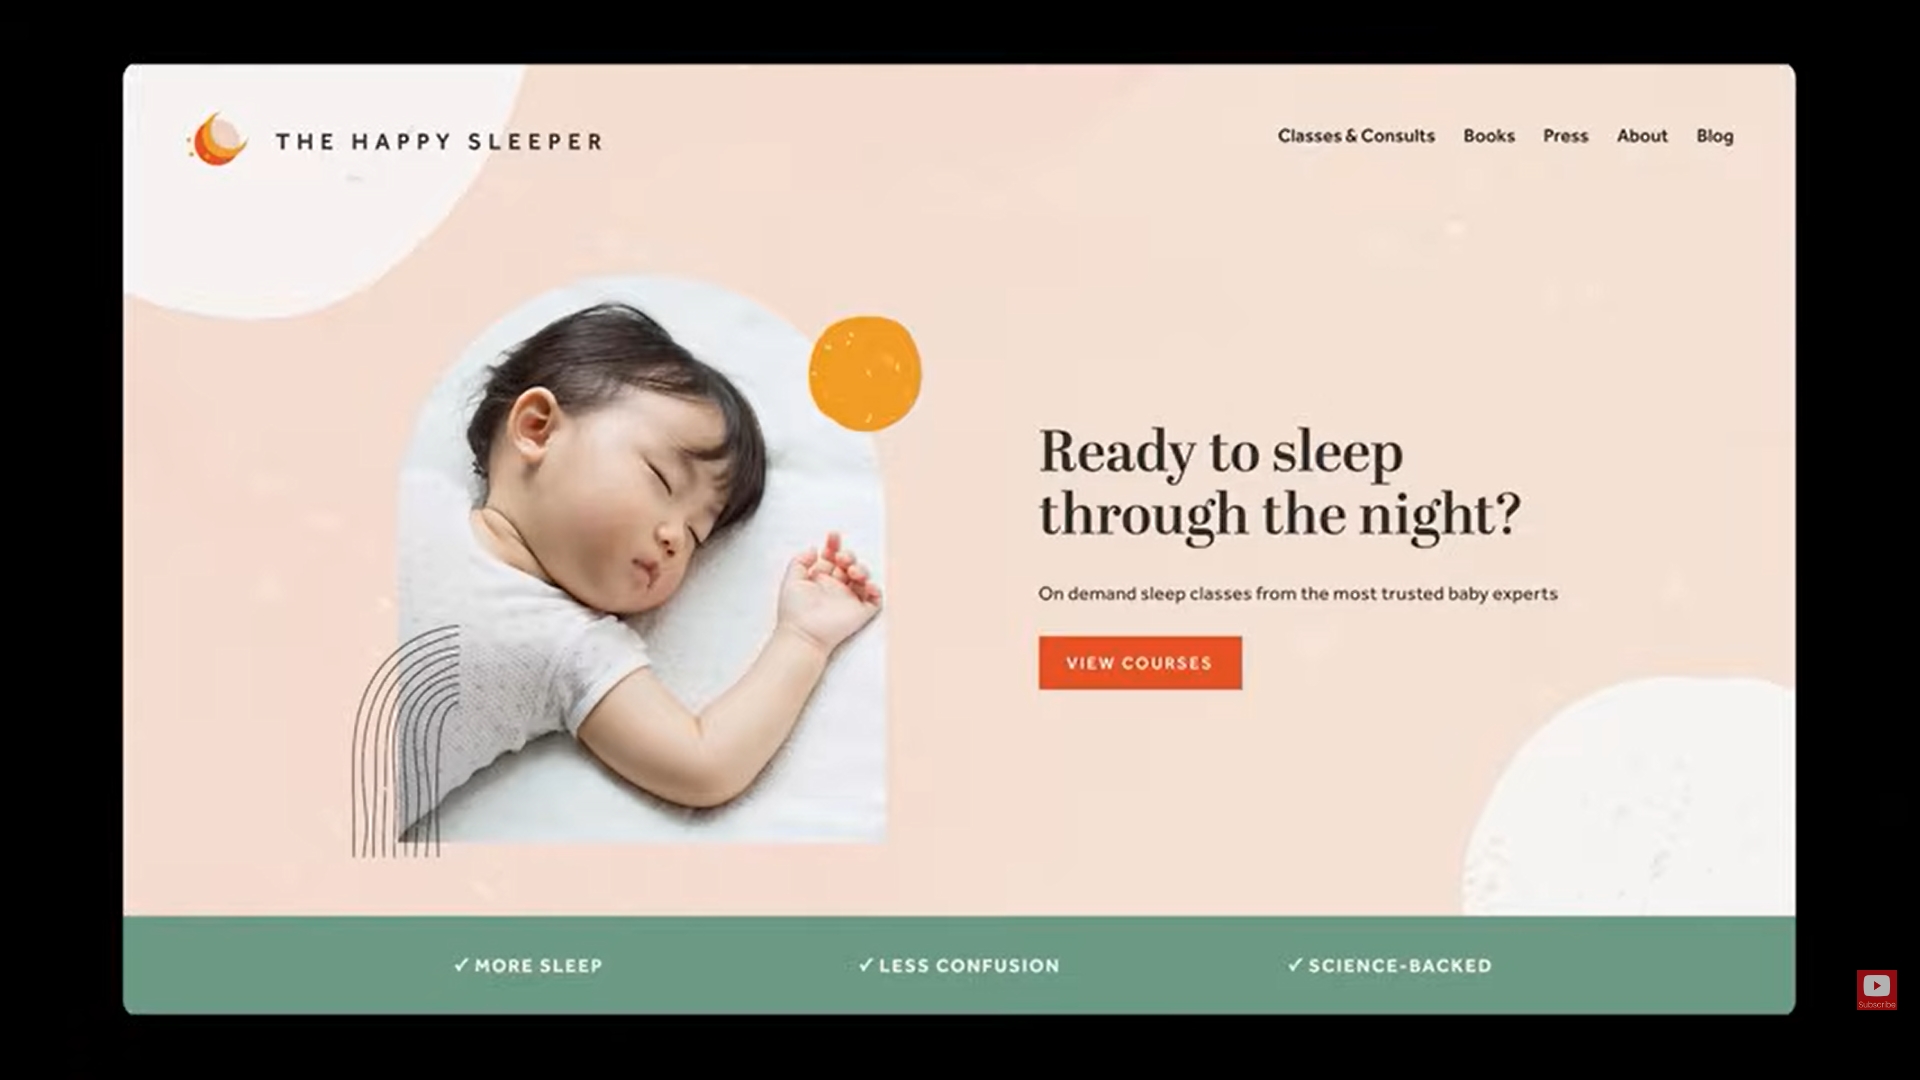 THE HAPPY SLEEPER
Classes & Consults Books Press About Blog
Ready to sleep
through the night?
On demand sleep classes from the most trusted baby experts
VIEW COURSES
✓ MORE SLEEP ✓ LESS CONFUSION ✓ SCIENCE-BACKED
Subscribe